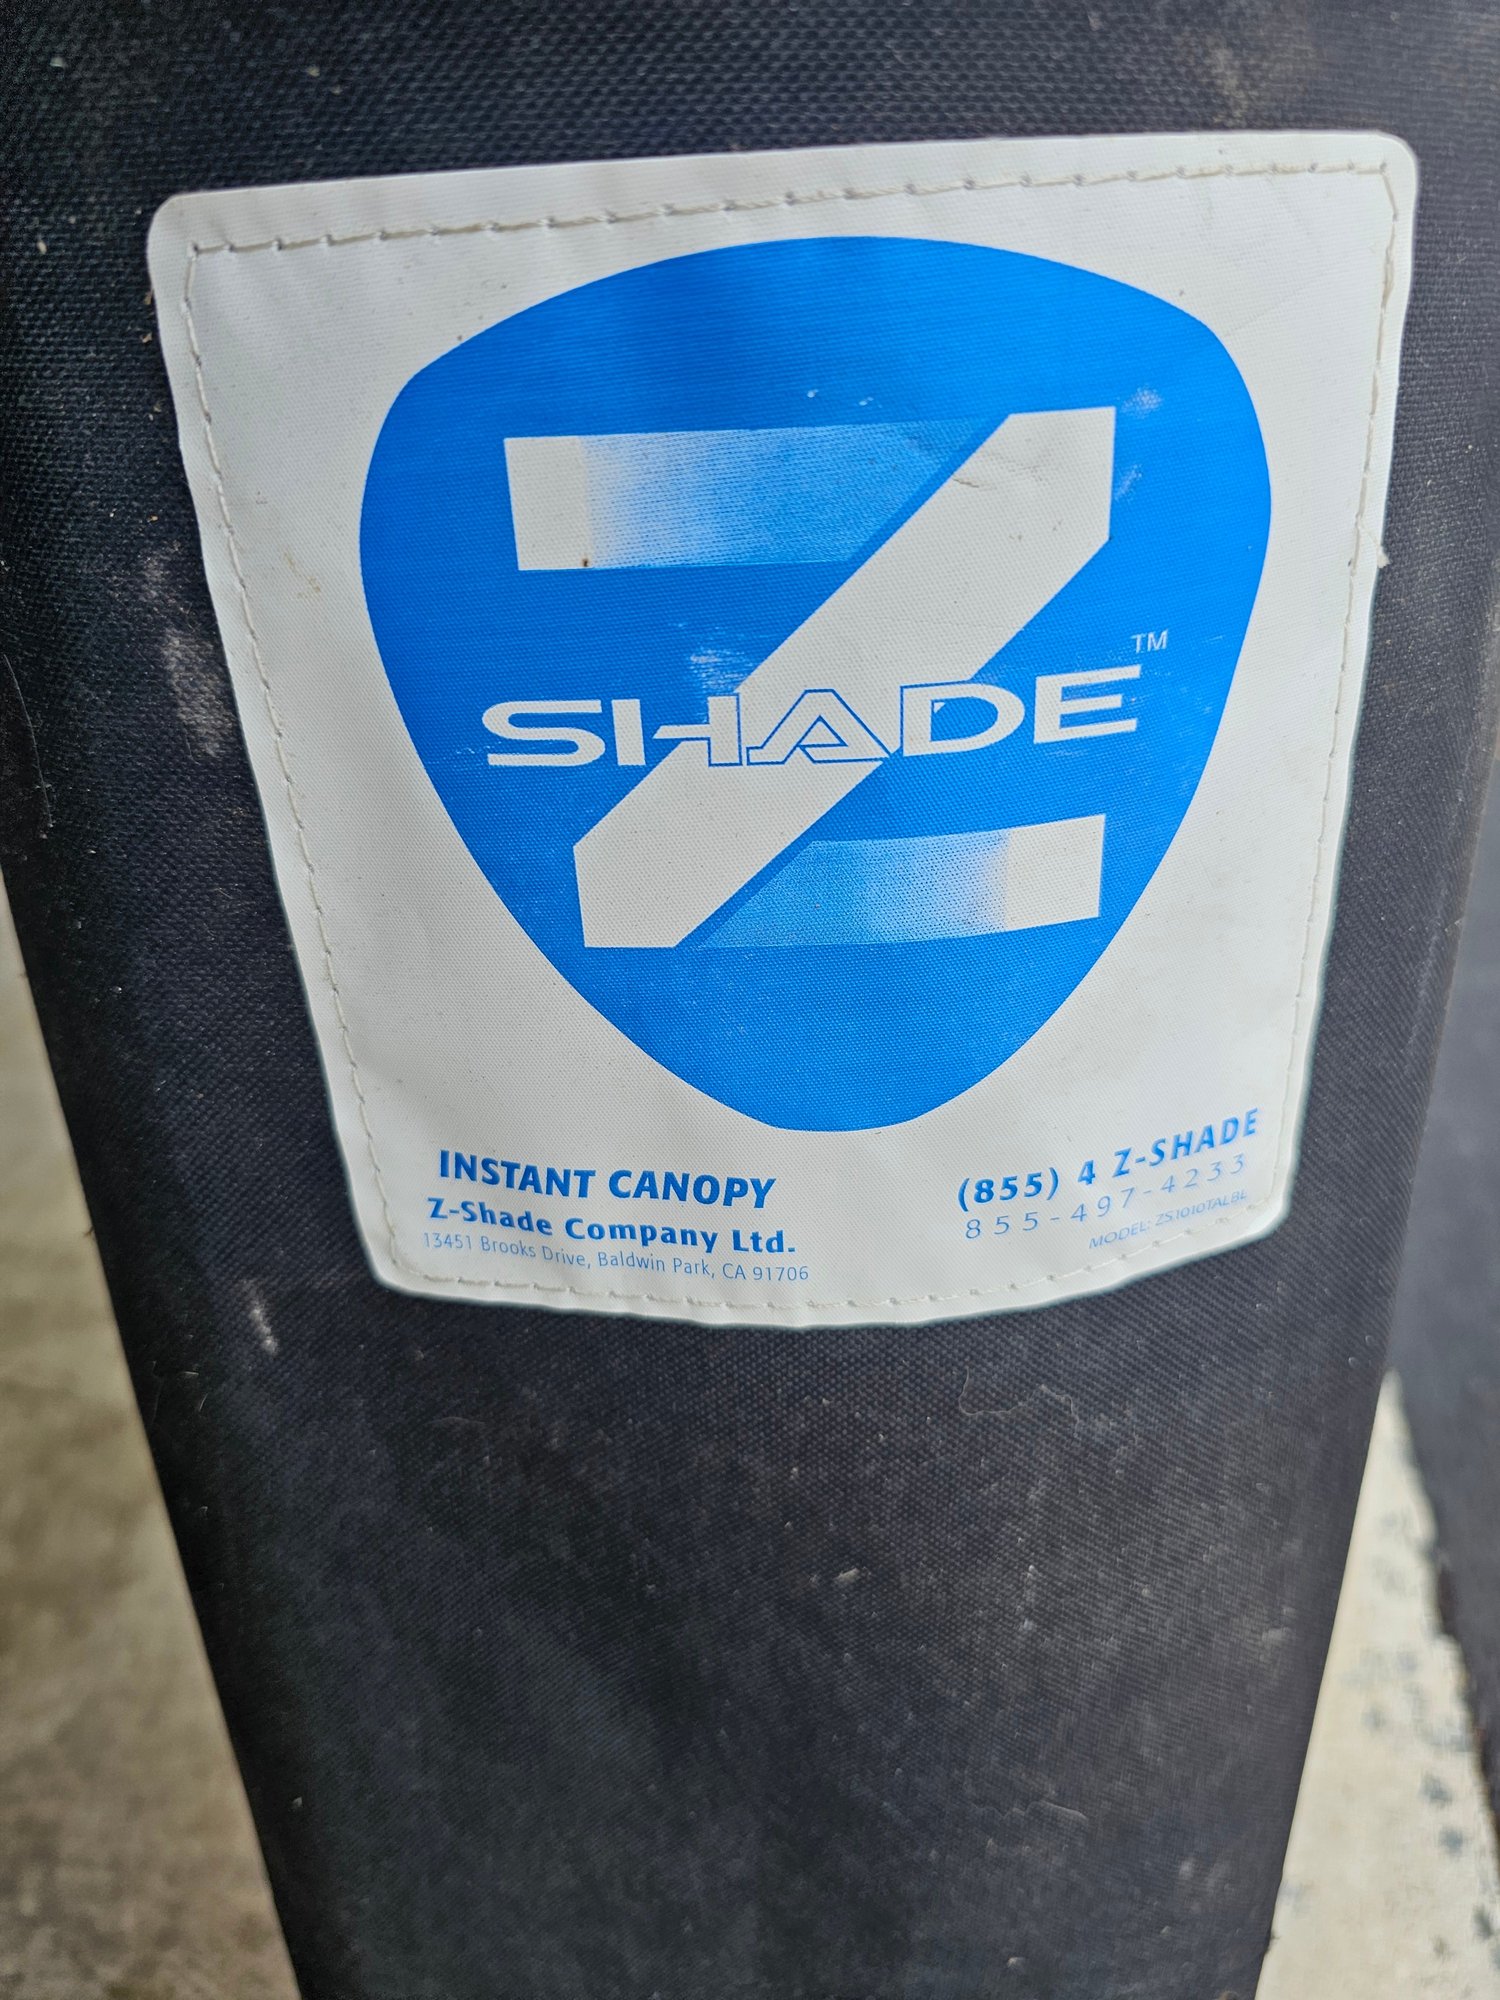 Z
SHADE™
INSTANT CANOPY
Z-Shade Company Ltd.
13451 Brooks Drive, Baldwin Park, CA 91706
(855) 4 Z-SHADE
855-497-4233
MODEL: ZS1010TALBL